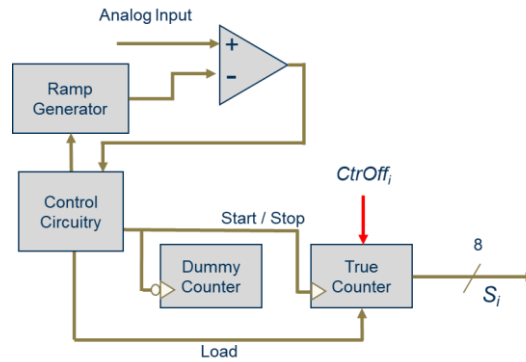 Analog Input
+
-
Ramp
Generator
Control
Circuitry
CtrOffi
Start / Stop
Dummy
Counter
True
Counter
8
Si
Load